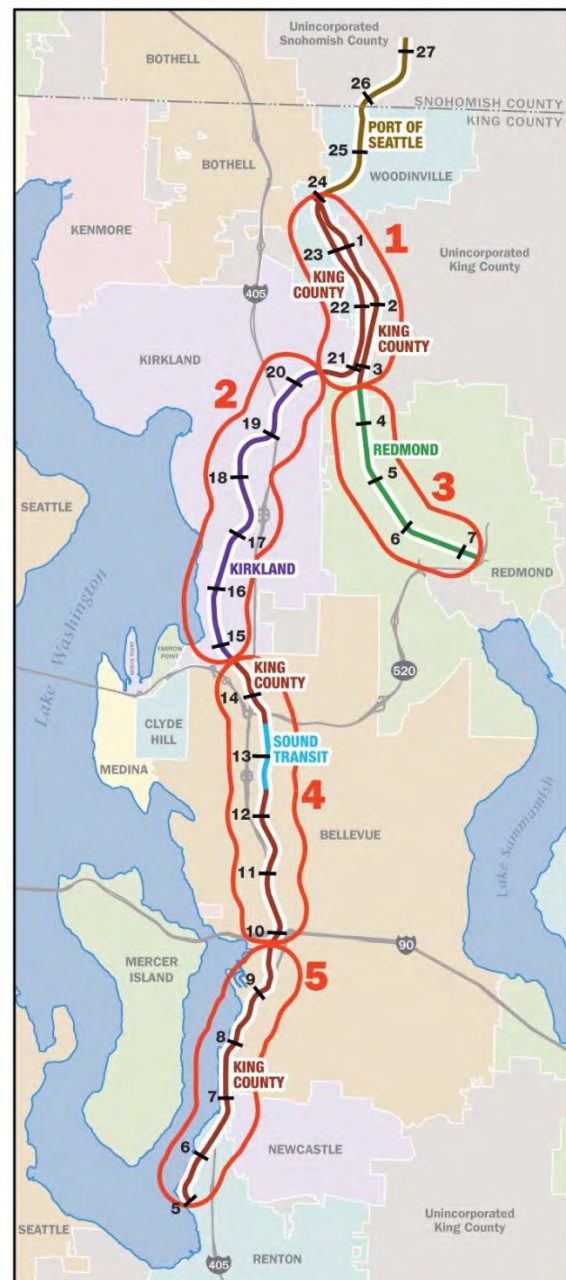 Unincorporated
Snohomish County
BOTHELL
27
26
SNOHOMISH COUNTY
KING COUNTY
PORT OF
SEATTLE
25
BOTHELL
WOODINVILLE
24
KENMORE
1
1
23
KING
COUNTY
Unincorporated
King County
405
22
2
KING
COUNTY
KIRKLAND
21
3
20
2
19
4
REDMOND
18
5
3
SEATTLE
17
6
7
REDMOND
KIRKLAND
16
Lake Washington
15
YARROW
POINT
KING
COUNTY
520
14
CLYDE
HILL
SOUND
TRANSIT
13
MEDINA
4
12
BELLEVUE
Lake Sammamish
11
10
90
MERCER
ISLAND
9
5
8
KING
COUNTY
7
NEWCASTLE
6
5
Unincorporated
King County
SEATTLE
405
RENTON